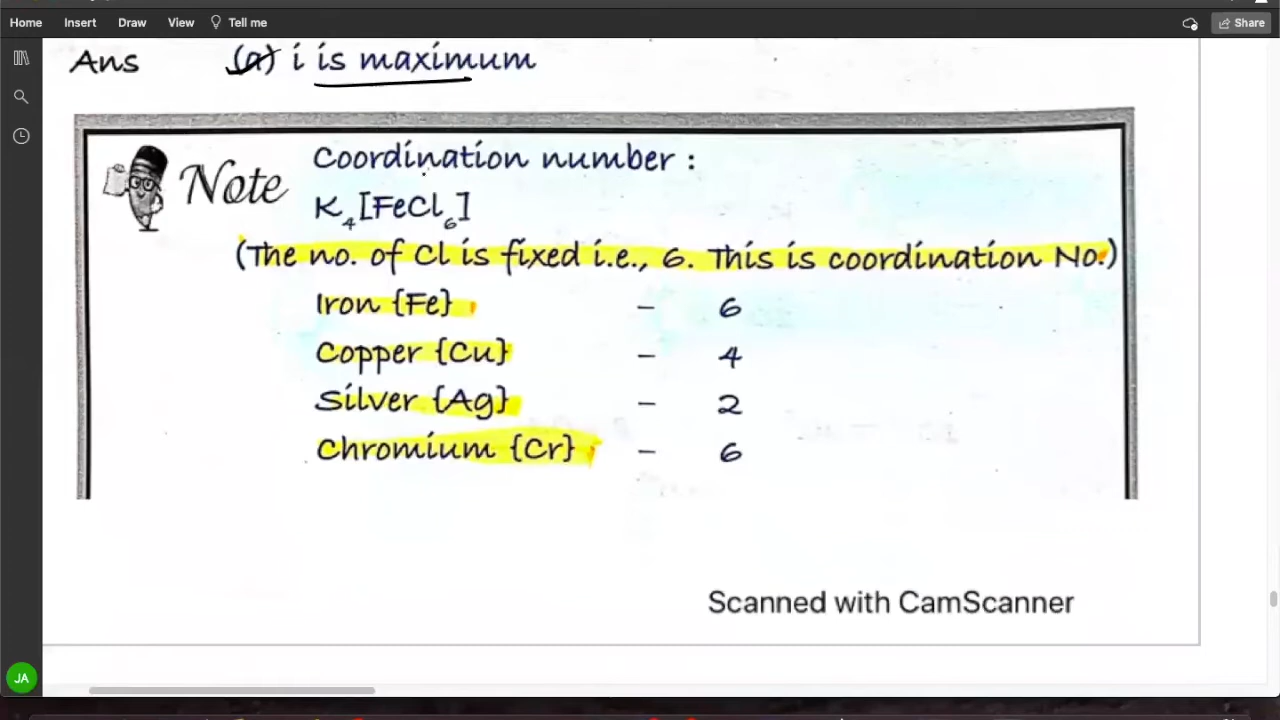 Home Insert Draw View Tell me Share
Ans (a) i is maximum
Note
Coordination number :
K₄[FeCl₆]
(The no. of Cl is fixed i.e., 6. This is coordination No.)
Iron {Fe} - 6
Copper {Cu} - 4
Silver {Ag} - 2
Chromium {Cr} - 6
Scanned with CamScanner
JA